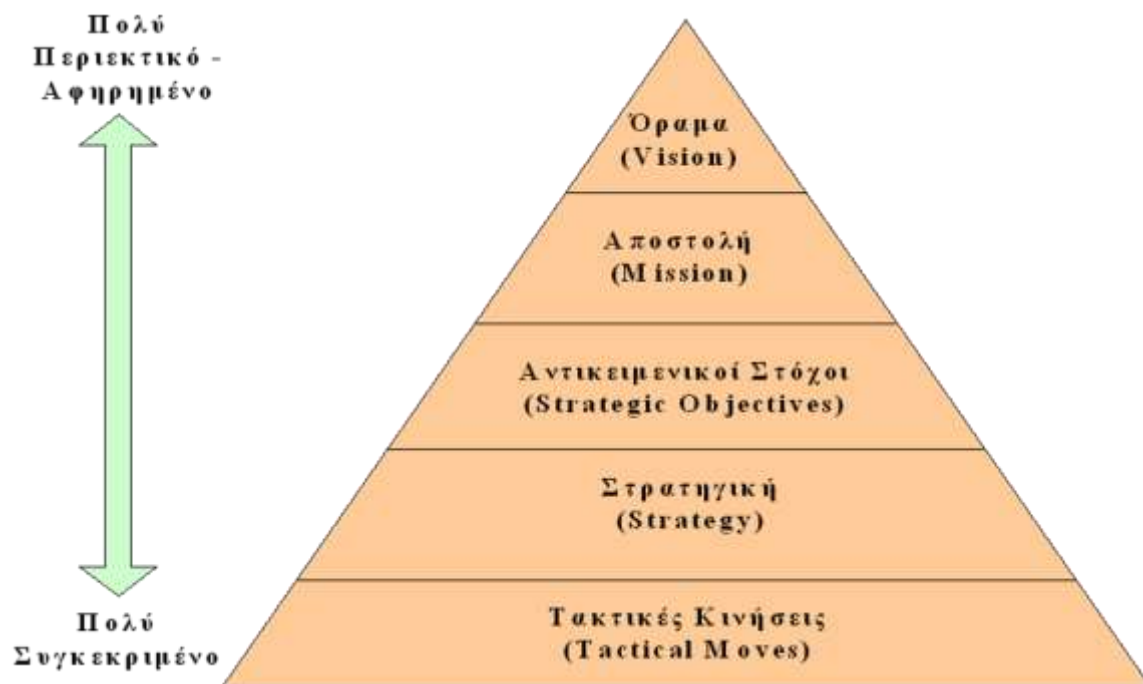 Πολύ
Περιεκτικό -
Αφηρημένο
Όραμα
(Vision)
Αποστολή
(Mission)
Αντικειμενικοί Στόχοι
(Strategic Objectives)
Στρατηγική
(Strategy)
Τακτικές Κινήσεις
(Tactical Moves)
Πολύ
Συγκεκριμένο